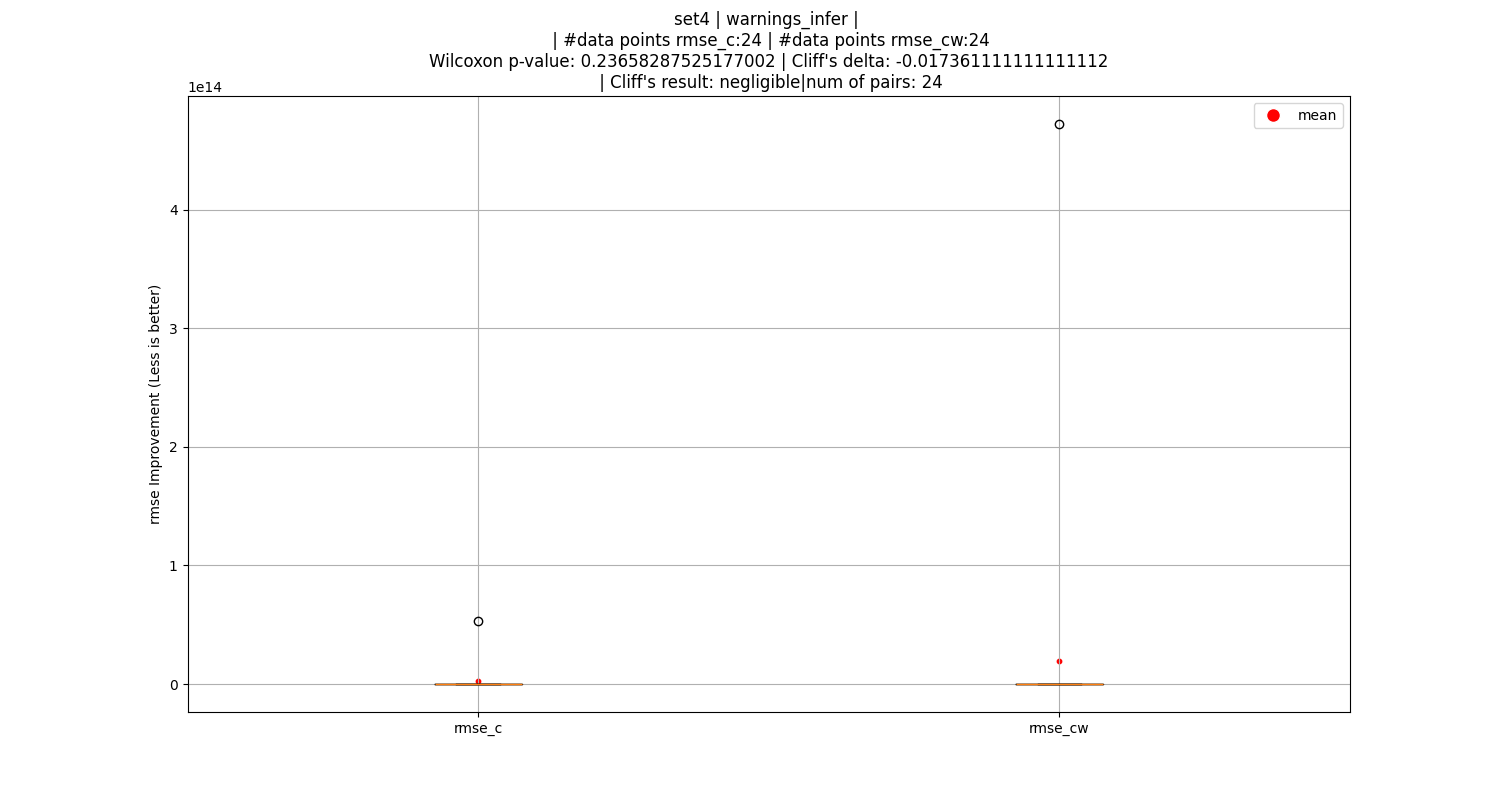 set4 | warnings_infer |
| #data points rmse_c:24 | #data points rmse_cw:24
Wilcoxon p-value: 0.23658287525177002 | Cliff's delta: -0.017361111111111112
| Cliff's result: negligible|num of pairs: 24
1e14
mean
4
3
2
1
0
rmse Improvement (Less is better)
rmse_c
rmse_cw